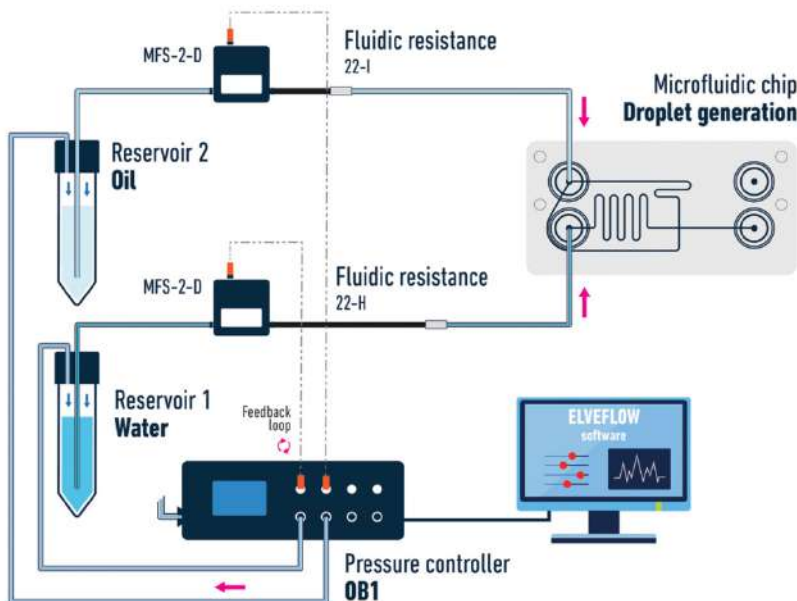 MFS-2-D
Fluidic resistance
22-I
Microfluidic chip
Droplet generation
Reservoir 2
Oil
MFS-2-D
Fluidic resistance
22-H
Reservoir 1
Water
Feedback
loop
ELVEFLOW
software
Pressure controller
OB1